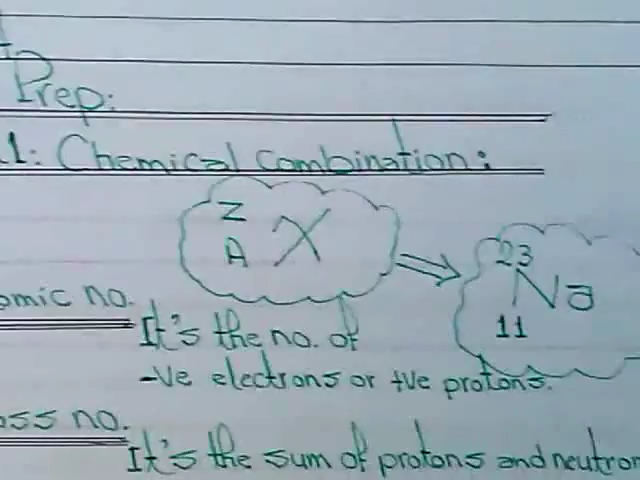 Prep:
1: Chemical combination:
Z
A X
23
Na
11
omic no.
It's the no. of
-ve electrons or +ve protons.
ss no.
It's the sum of protons and neutron